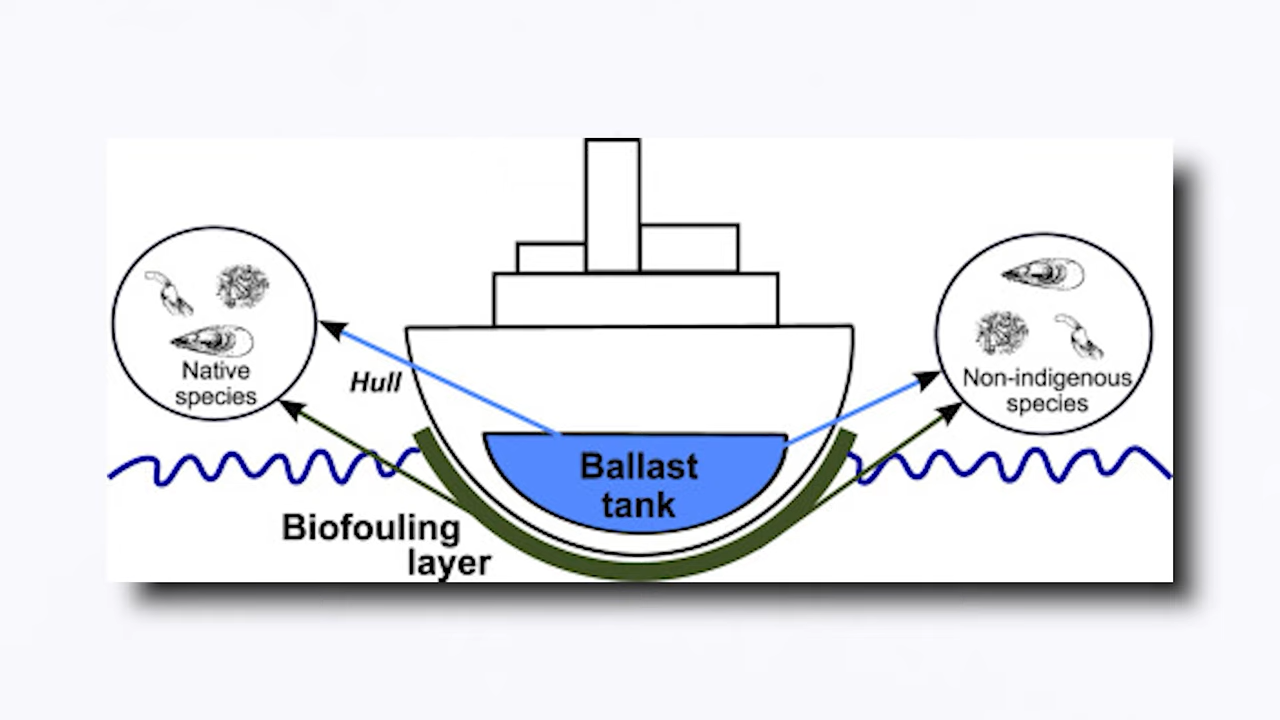 Native
species
Hull
Ballast
tank
Biofouling
layer
Non-indigenous
species